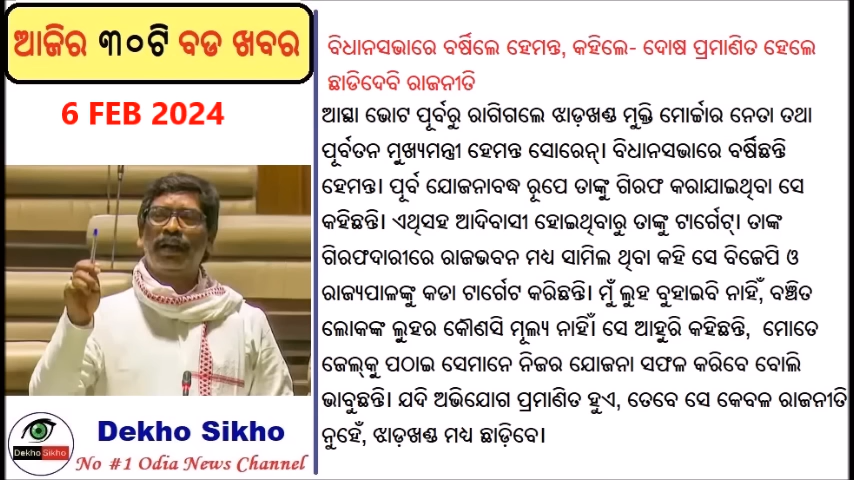 ଆଜିର ୩୦ଟି ବଡ ଖବର
6 FEB 2024
ବିଧାନସଭାରେ ବର୍ଷିଲେ ହେମନ୍ତ, କହିଲେ- ଦୋଷ ପ୍ରମାଣିତ ହେଲେ
ଛାଡିଦେବି ରାଜନୀତି
ଆସ୍ଥା ଭୋଟ ପୂର୍ବରୁ ରାଗିଗଲେ ଝାଡ଼ଖଣ୍ଡ ମୁକ୍ତି ମୋର୍ଚ୍ଚାର ନେତା ତଥା
ପୂର୍ବତନ ମୁଖ୍ୟମନ୍ତ୍ରୀ ହେମନ୍ତ ସୋରେନ୍। ବିଧାନସଭାରେ ବର୍ଷିଛନ୍ତି
ହେମନ୍ତ। ପୂର୍ବ ଯୋଜନାବଦ୍ଧ ରୂପେ ତାଙ୍କୁ ଗିରଫ କରାଯାଇଥିବା ସେ
କହିଛନ୍ତି। ଏଥିସହ ଆଦିବାସୀ ହୋଇଥିବାରୁ ତାଙ୍କୁ ଟାର୍ଗେଟ୍। ତାଙ୍କ
ଗିରଫଦାରୀରେ ରାଜଭବନ ମଧ୍ୟ ସାମିଲ ଥିବା କହି ସେ ବିଜେପି ଓ
ରାଜ୍ୟପାଳଙ୍କୁ କଡା ଟାର୍ଗେଟ କରିଛନ୍ତି। ମୁଁ ଲୁହ ବୁହାଇବି ନାହିଁ, ବଞ୍ଚିତ
ଲୋକଙ୍କ ଲୁହର କୌଣସି ମୂଲ୍ୟ ନାହିଁ। ସେ ଆହୁରି କହିଛନ୍ତି, ମୋତେ
ଜେଲ୍‌କୁ ପଠାଇ ସେମାନେ ନିଜର ଯୋଜନା ସଫଳ କରିବେ ବୋଲି
ଭାବୁଛନ୍ତି। ଯଦି ଅଭିଯୋଗ ପ୍ରମାଣିତ ହୁଏ, ତେବେ ସେ କେବଳ ରାଜନୀତି
ନୁହେଁ, ଝାଡ଼ଖଣ୍ଡ ମଧ୍ୟ ଛାଡ଼ିବେ।
Dekho Sikho
Dekho Sikho
No #1 Odia News Channel